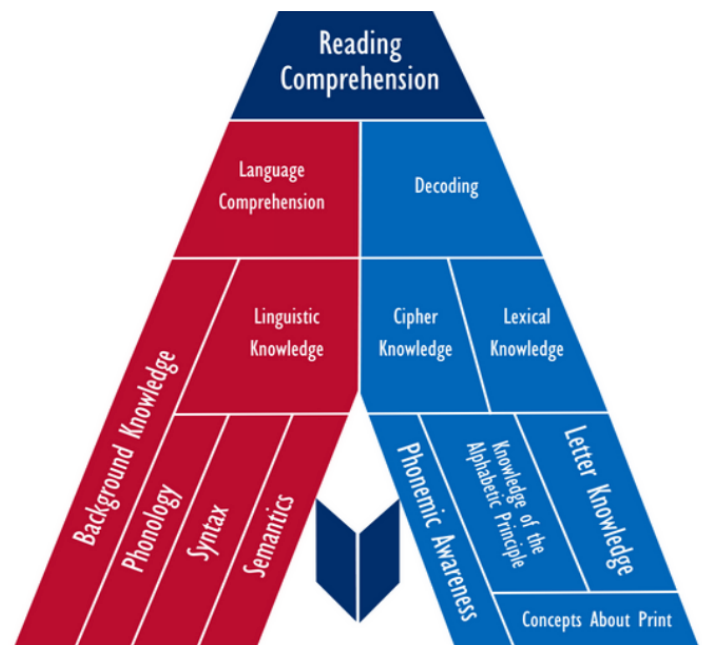 Reading
Comprehension
Language
Comprehension
Decoding
Background Knowledge
Linguistic
Knowledge
Cipher
Knowledge
Lexical
Knowledge
Phonology
Syntax
Semantics
Phonemic Awareness
Knowledge of the
Alphabetic Principle
Letter Knowledge
Concepts About Print